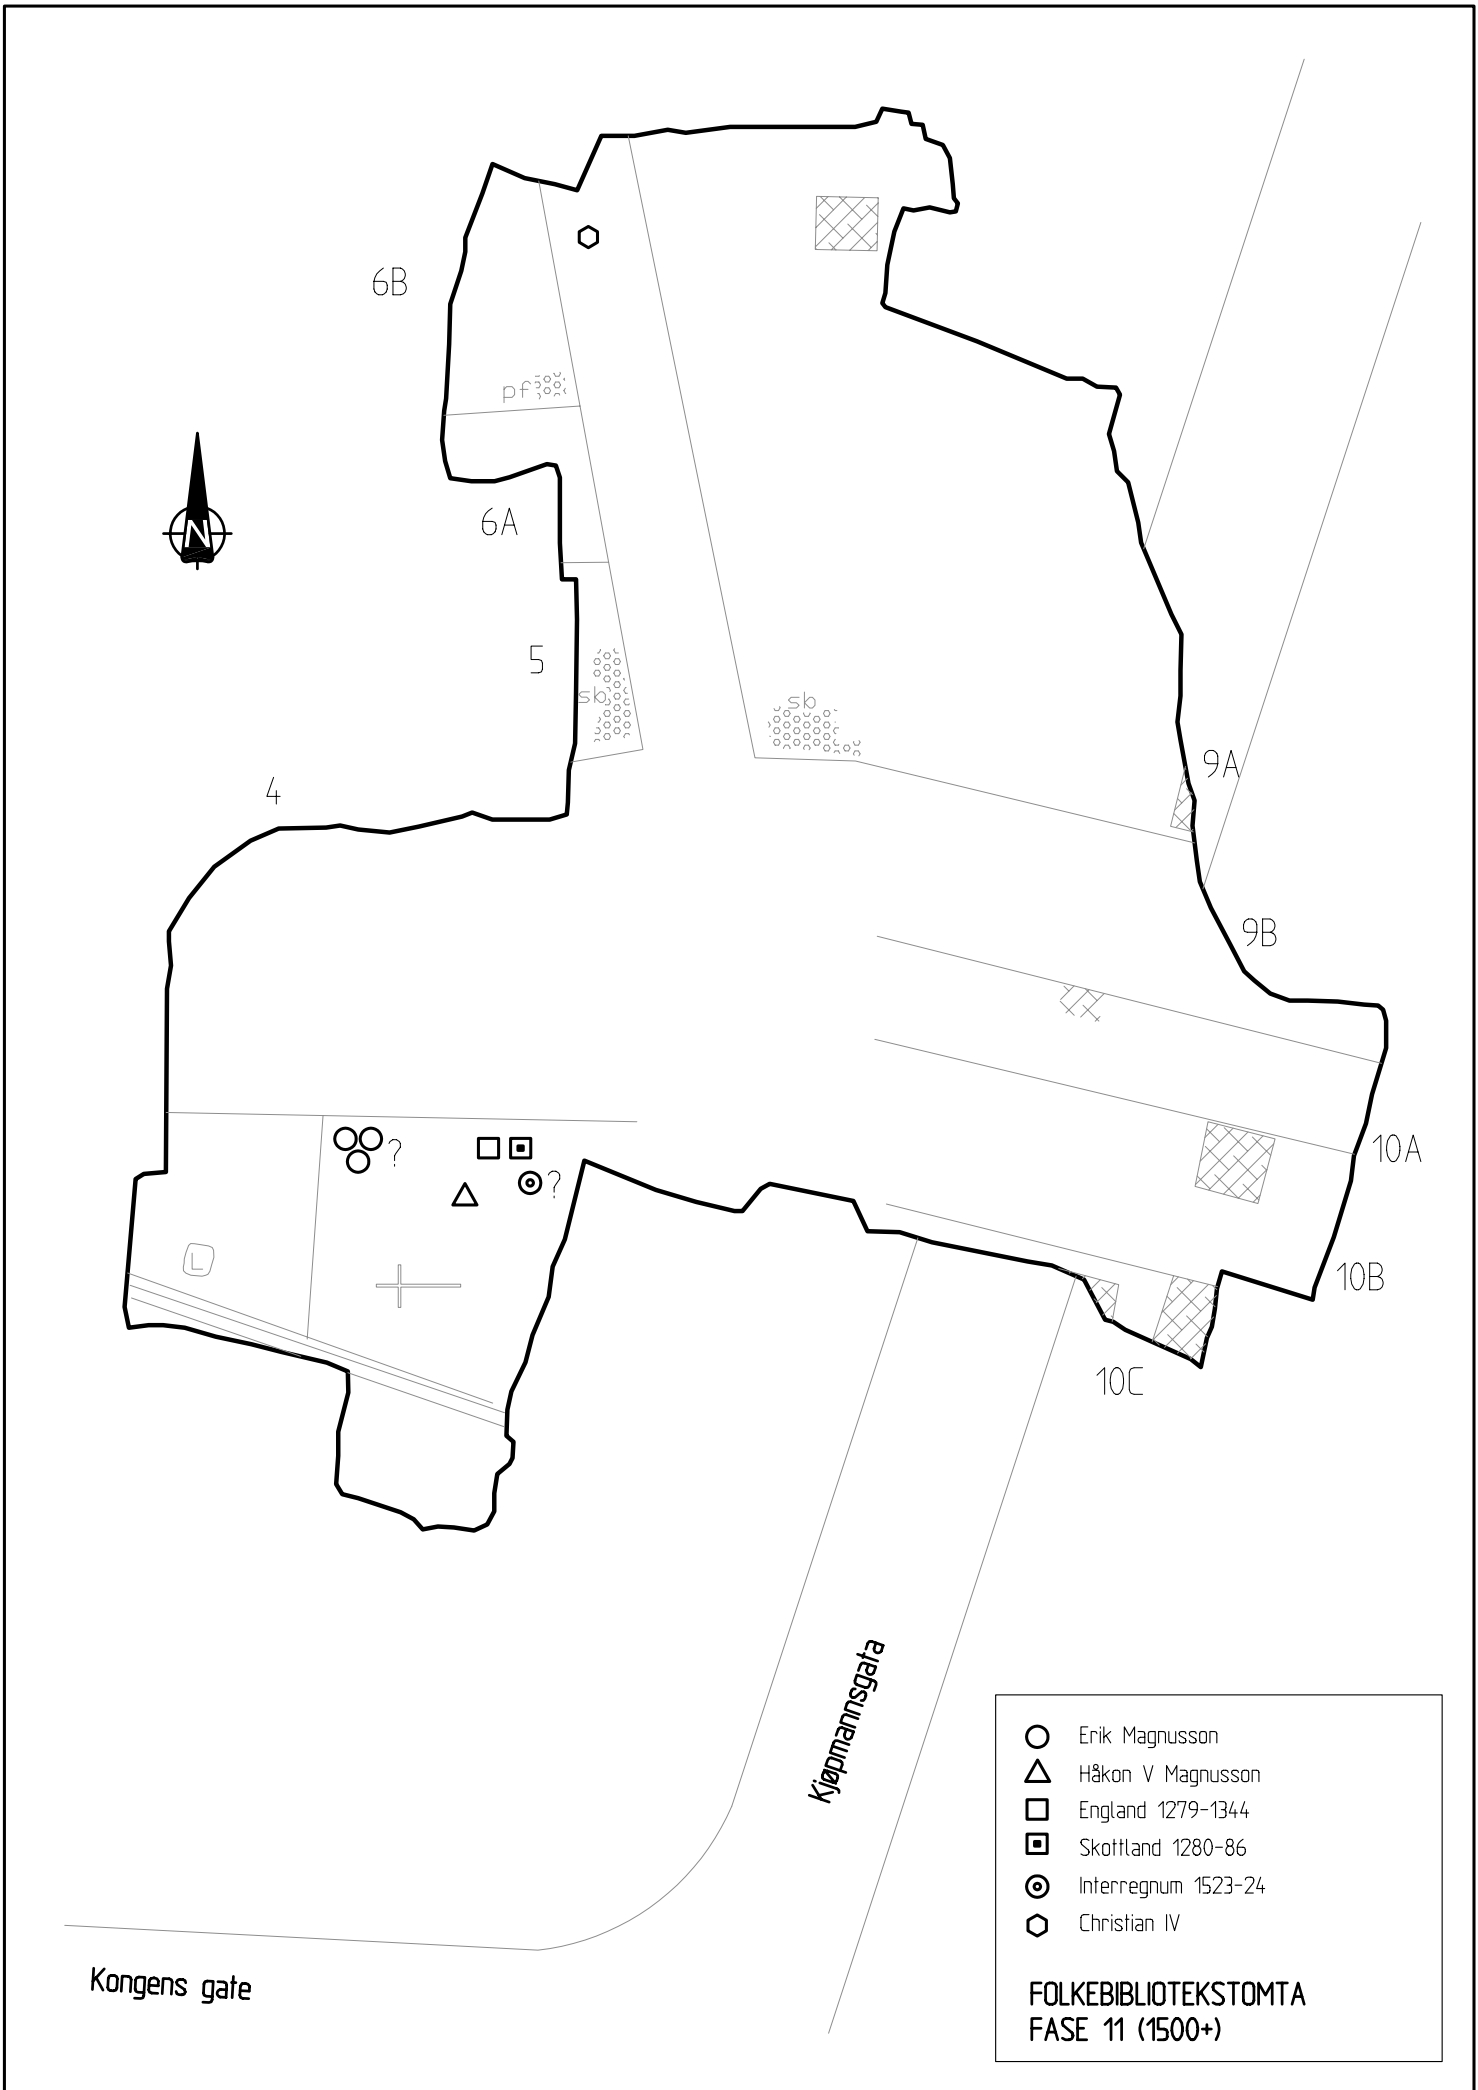 6B
pf
N
6A
5
sb
sb
9A
4
9B
?
?
10A
L
10B
10C
Kjøpmannsgata
Kongens gate
Erik Magnusson
Håkon V Magnusson
England 1279-1344
Skottland 1280-86
Interregnum 1523-24
Christian IV
FOLKEBIBLIOTEKSTOMTA
FASE 11 (1500+)